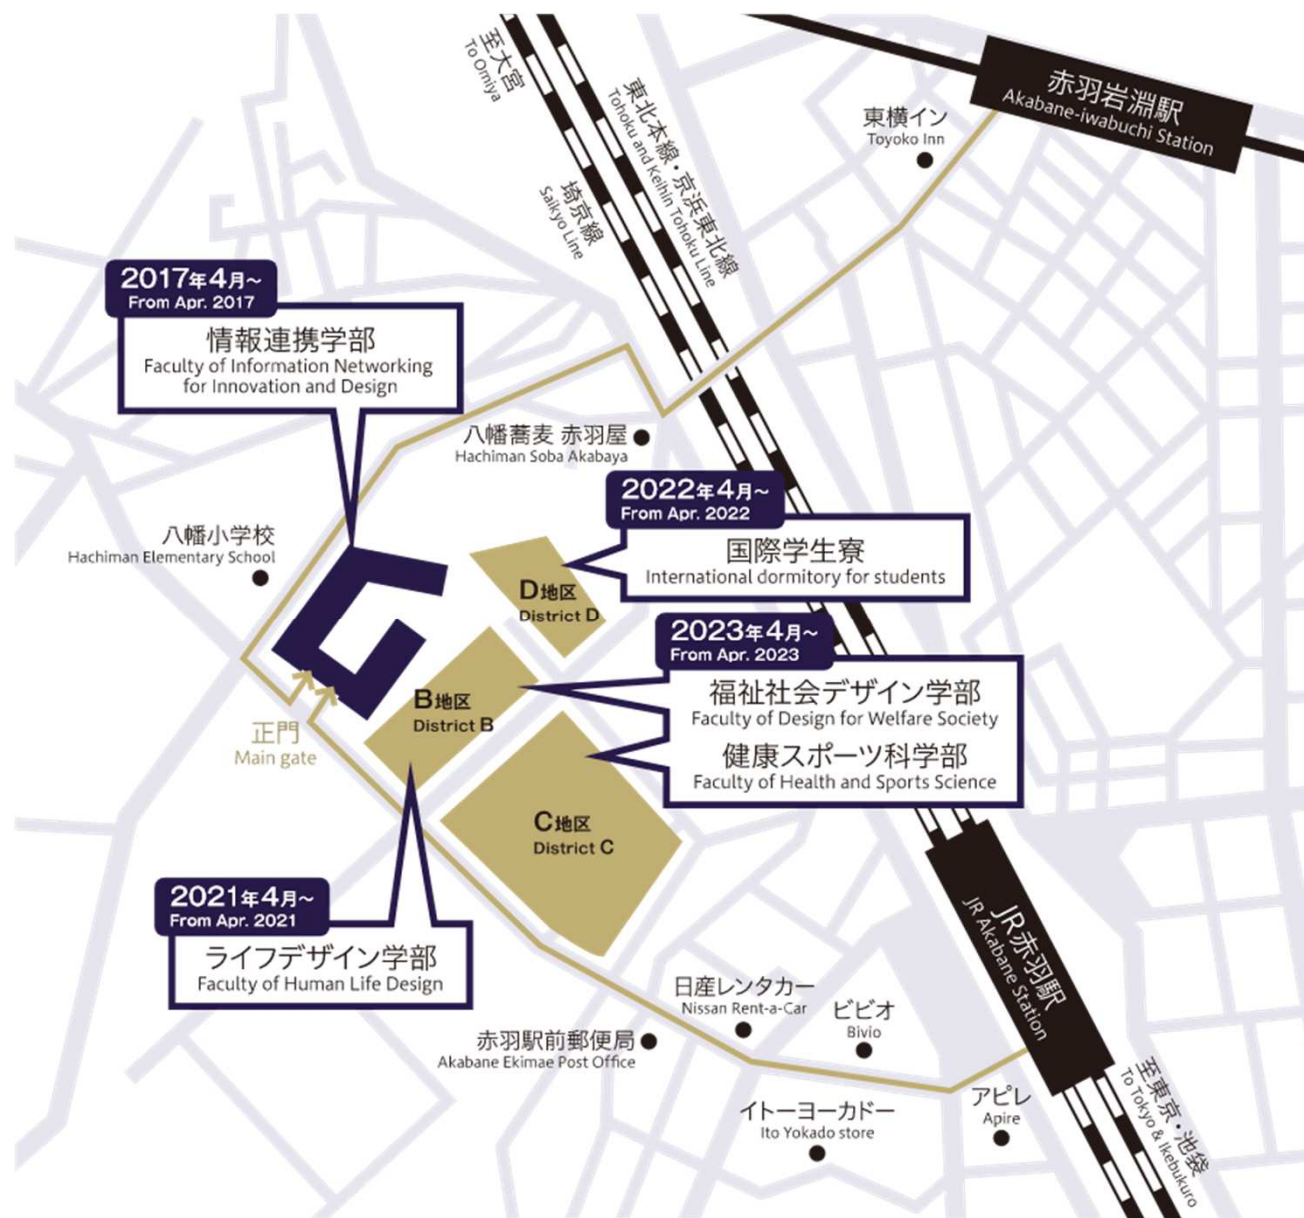 至大宮
To Omiya
東北本線・京浜東北線
Tohoku and Keihin Tohoku Line
埼京線
Saikyo Line
赤羽岩淵駅
Akabane-iwabuchi Station
東横イン
Toyoko Inn
2017年4月～
From Apr. 2017
情報連携学部
Faculty of Information Networking
for Innovation and Design
八幡蕎麦 赤羽屋
Hachiman Soba Akabaya
八幡小学校
Hachiman Elementary School
2022年4月～
From Apr. 2022
国際学生寮
International dormitory for students
D地区
District D
2023年4月～
From Apr. 2023
福祉社会デザイン学部
Faculty of Design for Welfare Society
健康スポーツ科学部
Faculty of Health and Sports Science
B地区
District B
正門
Main gate
C地区
District C
2021年4月～
From Apr. 2021
ライフデザイン学部
Faculty of Human Life Design
JR赤羽駅
JR Akabane Station
日産レンタカー
Nissan Rent-a-Car
ビビオ
Bivio
赤羽駅前郵便局
Akabane Ekimae Post Office
イトーヨーカドー
Ito Yokado store
アピレ
Apire
至東京・池袋
To Tokyo & Ikebukuro